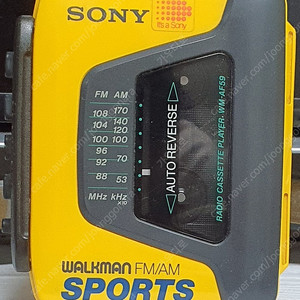 SONY
It's a Sony
FM AM
108 170
104 140
100 120
96 100
92 70
88 53
MHz kHz
x10
AUTO REVERSE
RADIO CASSETTE PLAYER WM-AF59
WALKMAN FM/AM
SPORTS